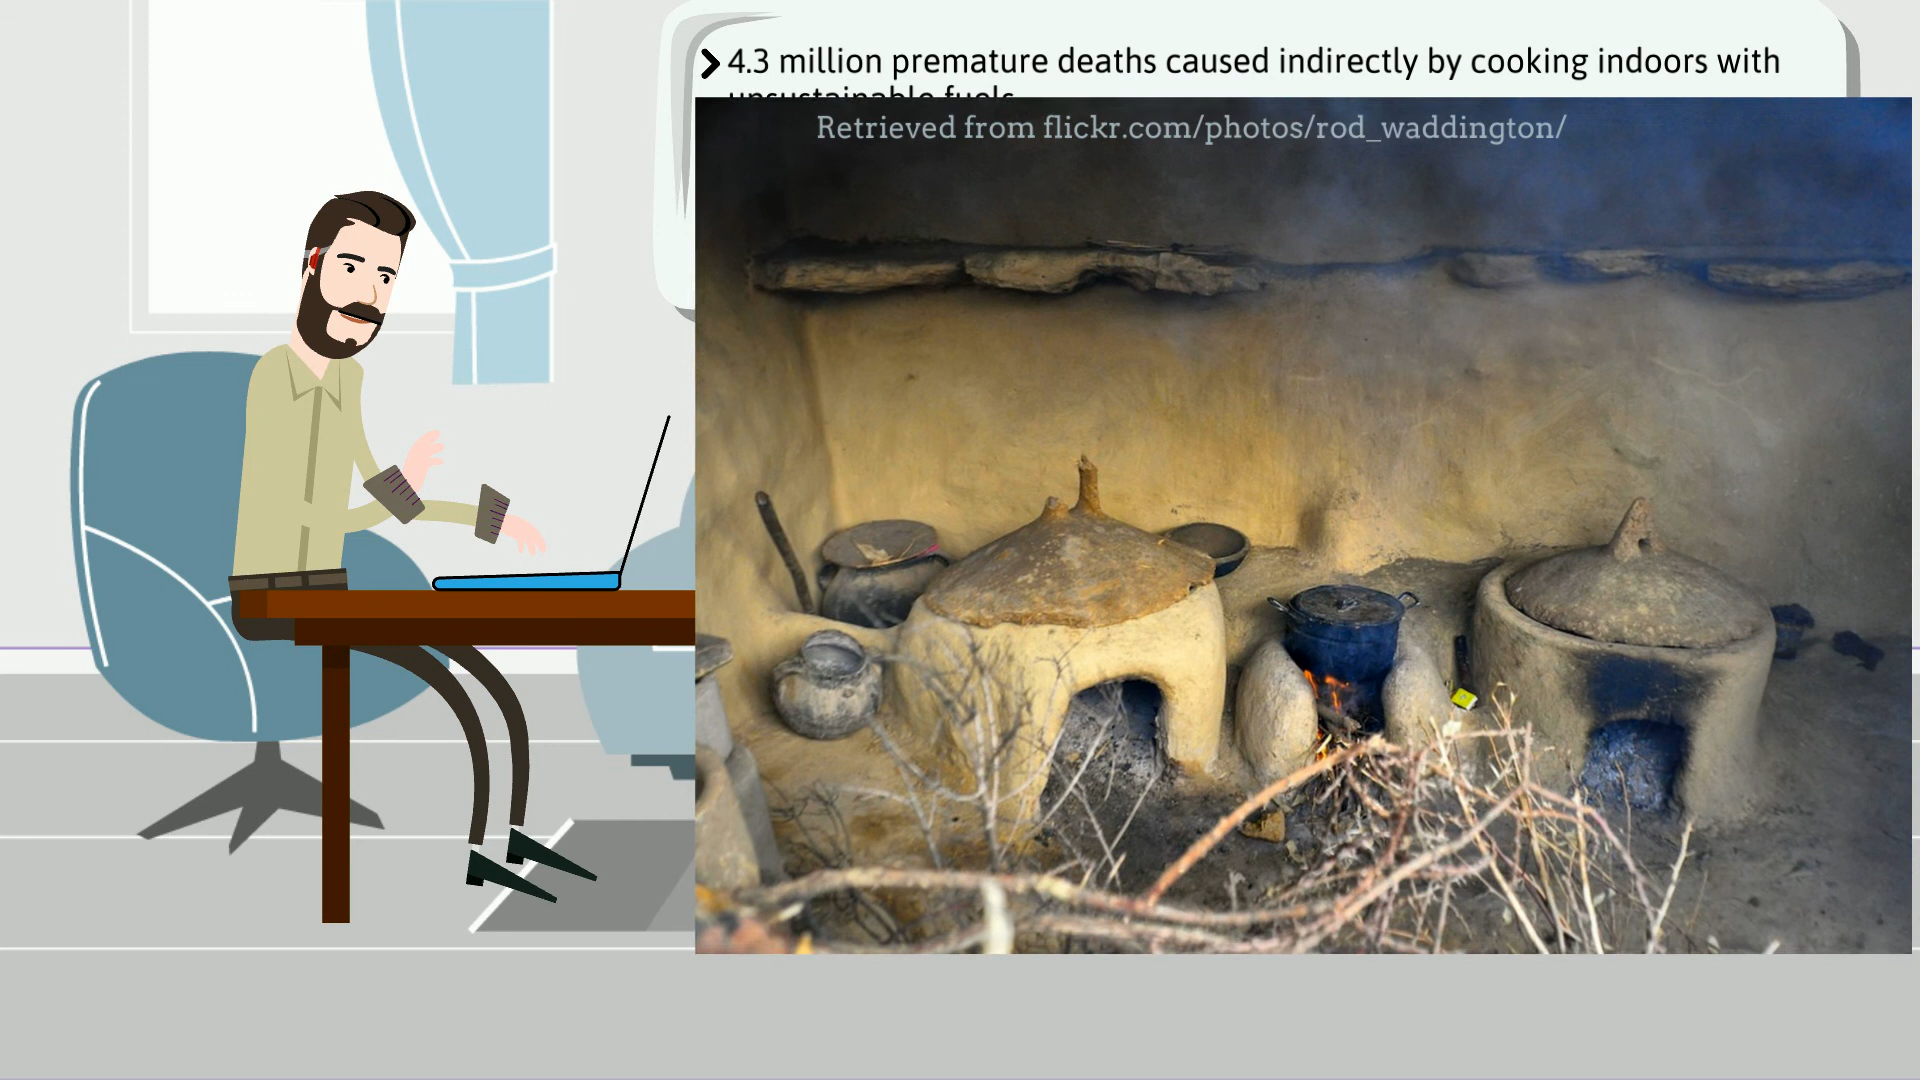 4.3 million premature deaths caused indirectly by cooking indoors with
unsustainable fuels
Retrieved from flickr.com/photos/rod_waddington/